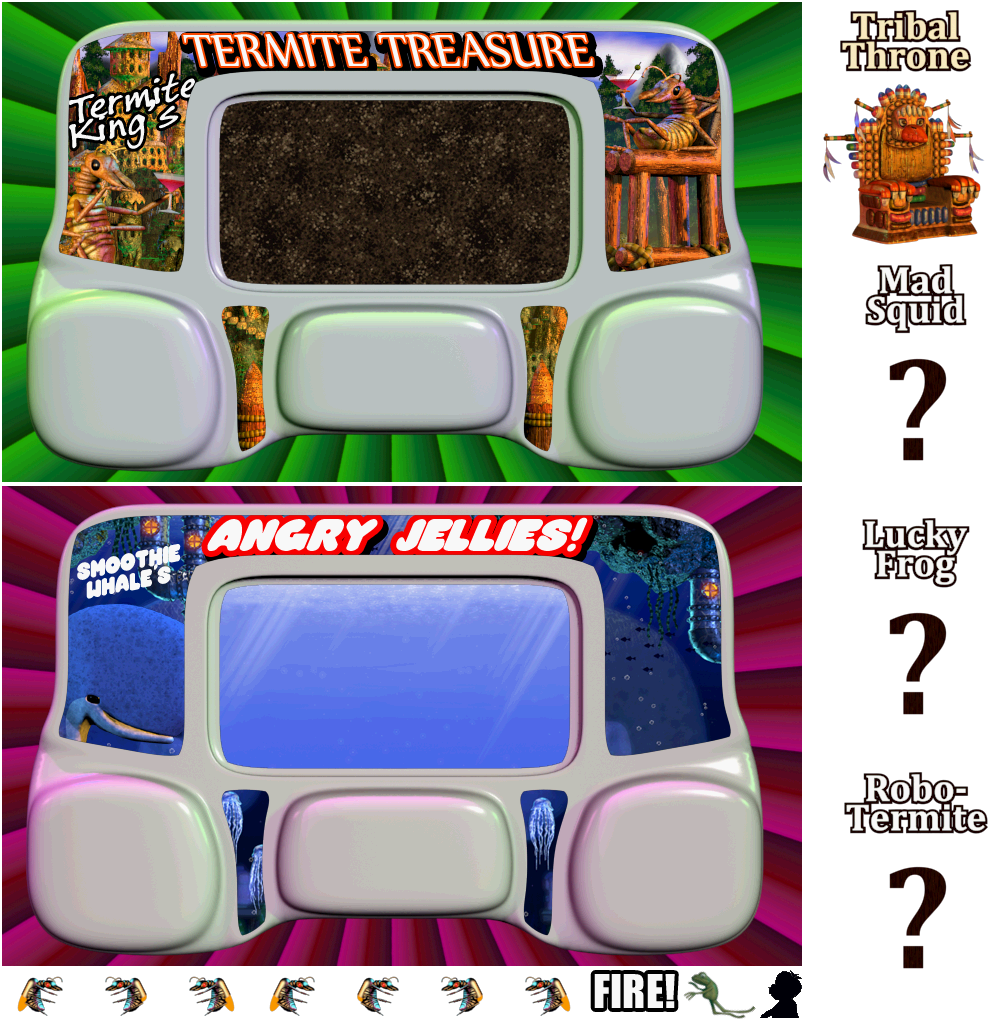 TERMITE TREASURE
Termite
King's
Tribal
Throne
Mad
Squid
?
ANGRY JELLIES!
SMOOTHIE
WHALE'S
Lucky
Frog
?
Robo-
Termite
?
FIRE!